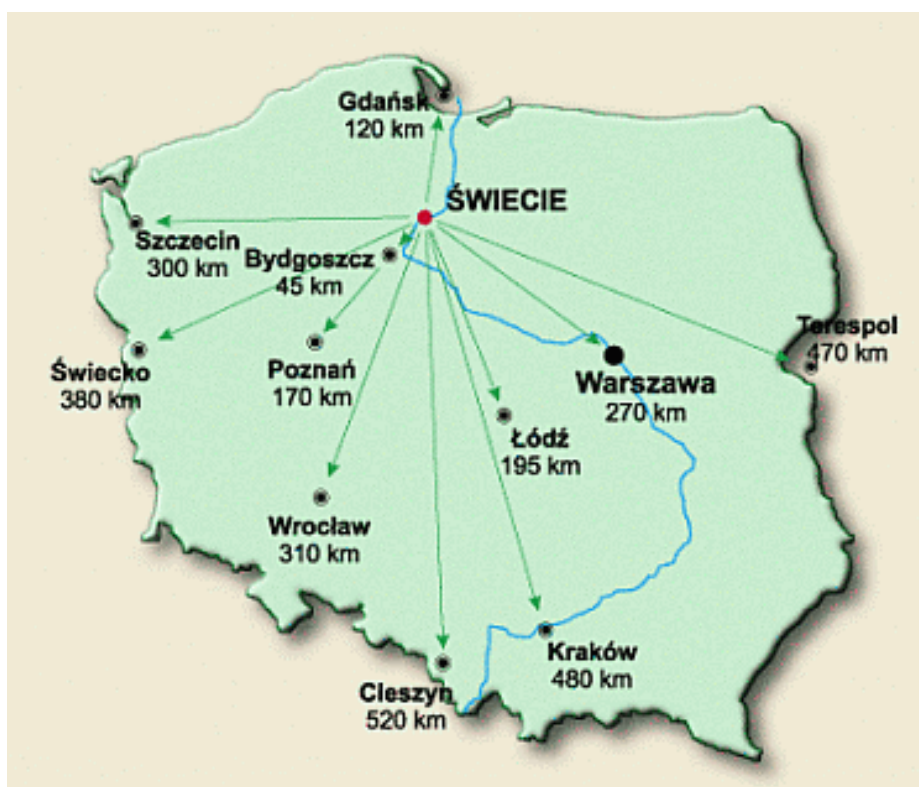 Gdańsk
120 km
ŚWIECIE
Szczecin
300 km
Bydgoszcz
45 km
Terespol
470 km
Świecko
380 km
Poznań
170 km
Warszawa
270 km
Łódź
195 km
Wrocław
310 km
Kraków
480 km
Cieszyn
520 km